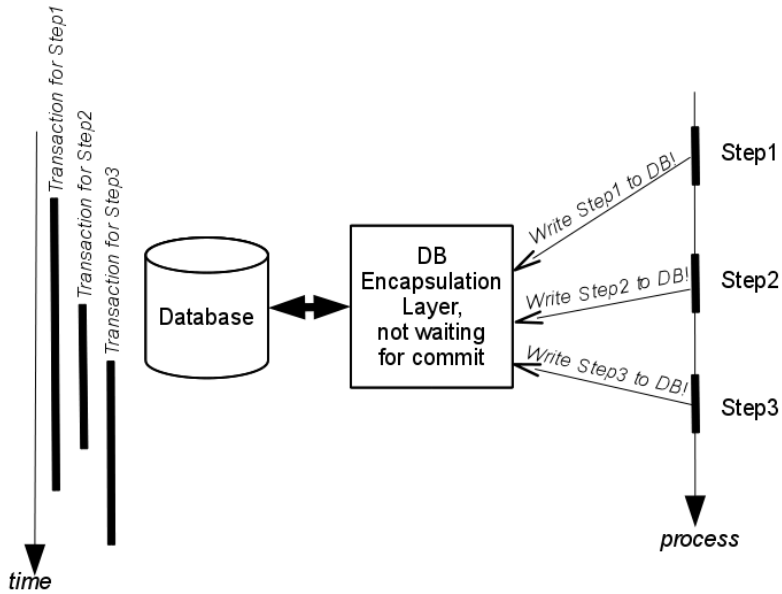 Transaction for Step1
Transaction for Step2
Transaction for Step3
time
Database
DB
Encapsulation
Layer,
not waiting
for commit
Write Step1 to DB!
Write Step2 to DB!
Write Step3 to DB!
Step1
Step2
Step3
process